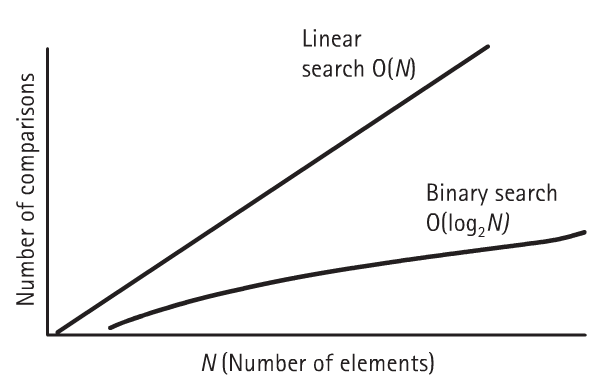 Linear
search O(N)
Number of comparisons
Binary search
O(log₂N)
N (Number of elements)